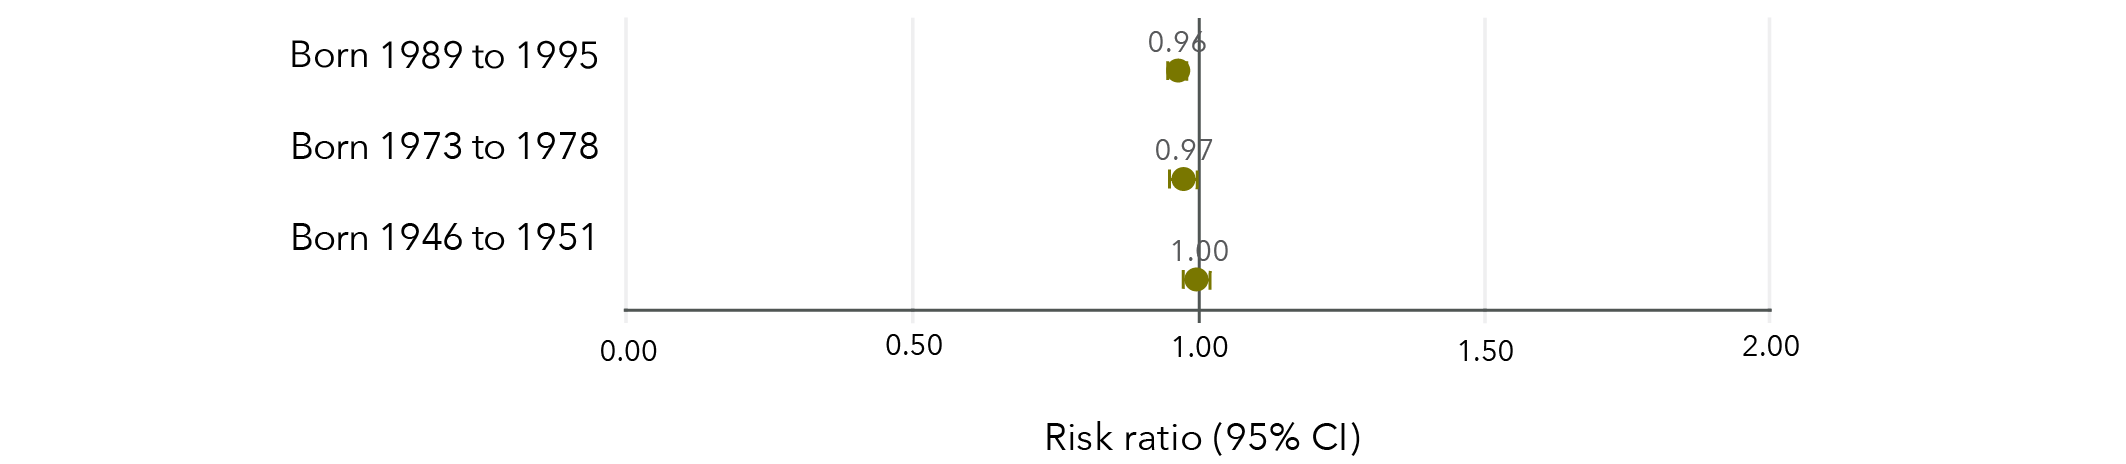 Born 1989 to 1995
0.96
Born 1973 to 1978
0.97
Born 1946 to 1951
1.00
0.00 0.50 1.00 1.50 2.00
Risk ratio (95% CI)